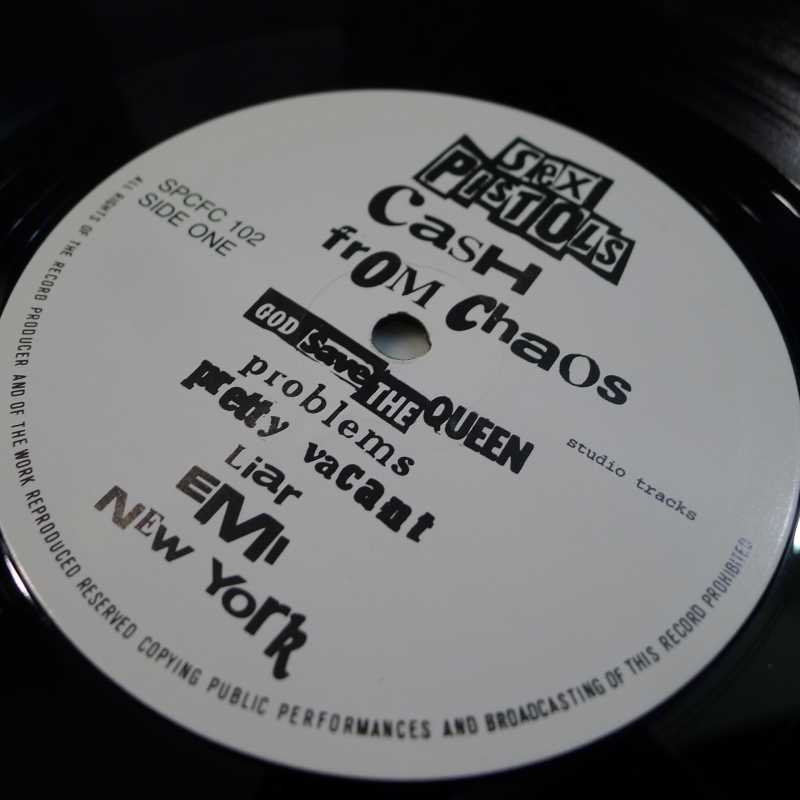 Sex
PISTOLS
CasH
frOM ChaOS
SPCFC 102
SIDE ONE
GOD Save THE QUEEN
problems
pretty vacant
Liar
EMI
NEW YOrk
studio tracks
ALL RIGHTS OF THE RECORD PRODUCER AND OF THE WORK REPRODUCED RESERVED COPYING PUBLIC PERFORMANCES AND BROADCASTING OF THIS RECORD PROHIBITED